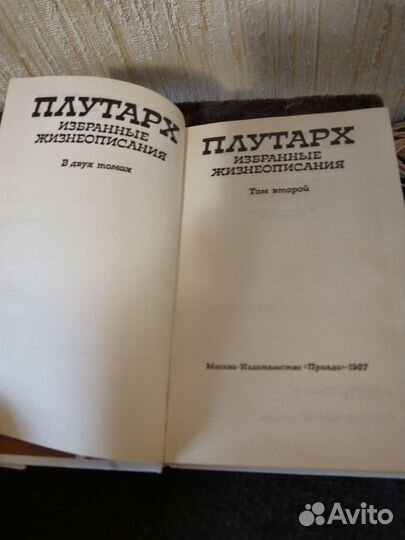 ПЛУТАРХ
ИЗБРАННЫЕ
ЖИЗНЕОПИСАНИЯ
В двух томах
ПЛУТАРХ
ИЗБРАННЫЕ
ЖИЗНЕОПИСАНИЯ
Том второй
Москва·Издательство «Правда»·1987
Avito